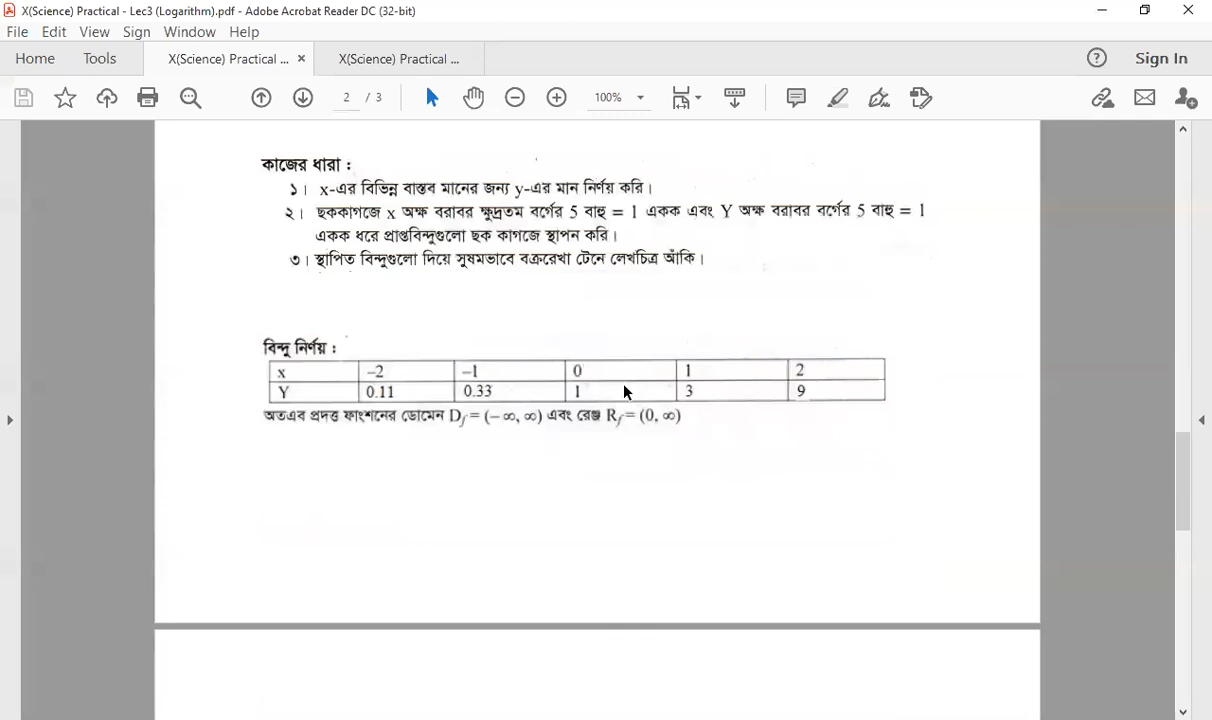 X(Science) Practical - Lec3 (Logarithm).pdf - Adobe Acrobat Reader DC (32-bit)
File Edit View Sign Window Help
Home Tools X(Science) Practical ... × X(Science) Practical ... ? Sign In
2 / 3 100%
কাজের ধারা :
১। x-এর বিভিন্ন বাস্তব মানের জন্য y-এর মান নির্ণয় করি।
২। ছককাগজে x অক্ষ বরাবর ক্ষুদ্রতম বর্গের 5 বাহু = 1 একক এবং Y অক্ষ বরাবর বর্গের 5 বাহু = 1
একক ধরে প্রাপ্তবিন্দুগুলো ছক কাগজে স্থাপন করি।
৩। স্থাপিত বিন্দুগুলো দিয়ে সুষমভাবে বক্ররেখা টেনে লেখচিত্র আঁকি।
বিন্দু নির্ণয় :
x –2 –1 0 1 2
Y 0.11 0.33 1 3 9
অতএব প্রদত্ত ফাংশনের ডোমেন D_f = (– ∞, ∞) এবং রেঞ্জ R_f = (0, ∞)